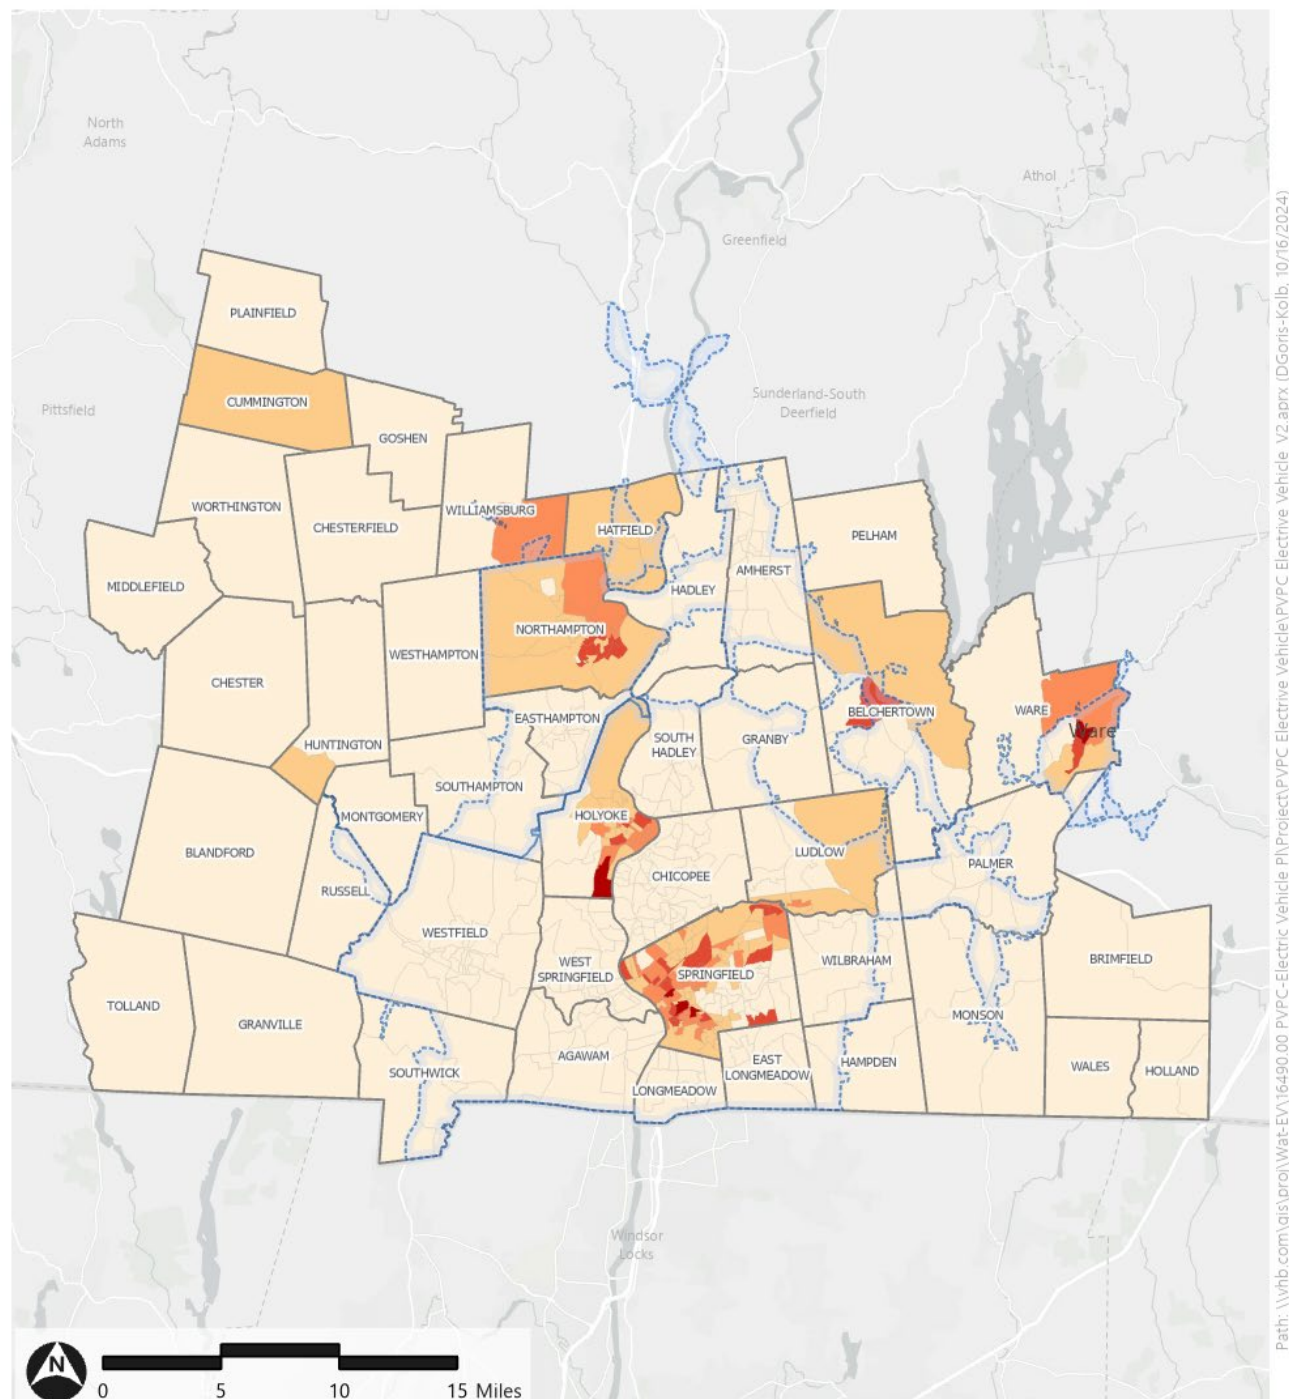 North
Adams
Athol
Greenfield
PLAINFIELD
Sunderland-South
Deerfield
Pittsfield
CUMMINGTON
GOSHEN
WORTHINGTON
WILLIAMSBURG
CHESTERFIELD
HATFIELD
PELHAM
AMHERST
MIDDLEFIELD
HADLEY
NORTHAMPTON
WESTHAMPTON
CHESTER
WARE
BELCHERTOWN
EASTHAMPTON
Ware
HUNTINGTON
SOUTH
HADLEY
GRANBY
SOUTHAMPTON
MONTGOMERY
HOLYOKE
BLANDFORD
LUDLOW
PALMER
CHICOPEE
RUSSELL
WESTFIELD
WEST
SPRINGFIELD
SPRINGFIELD
WILBRAHAM
BRIMFIELD
TOLLAND
GRANVILLE
MONSON
AGAWAM
EAST
LONGMEADOW
HAMPDEN
WALES
HOLLAND
SOUTHWICK
LONGMEADOW
Windsor
Locks
N
0 5 10 15 Miles
Path: \\vhb.com\gis\proj\Wat-EV\16490.00 PVPC-Electric Vehicle Pl\Project\PVPC Electrive Vehicle\PVPC Electrive Vehicle V2.aprx (DGoris-Kolb, 10/16/2024)